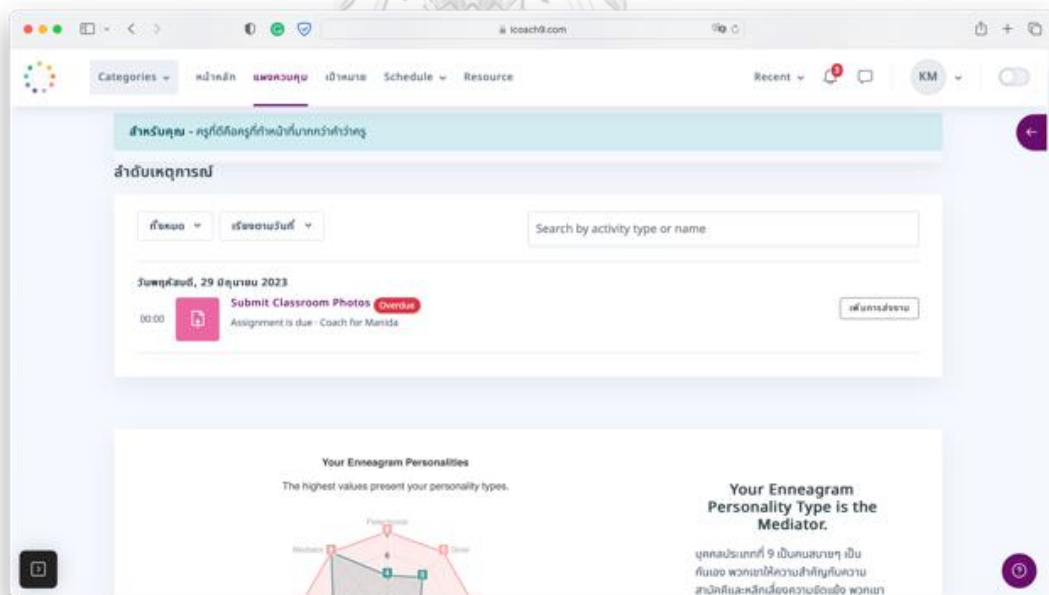 icoach9.com
Categories หน้าหลัก แผงควบคุม เป้าหมาย Schedule Resource Recent 3 KM
สำหรับคุณ - ครูที่ดีคือครูที่ทำหน้าที่มากกว่าคำว่าครู
ลำดับเหตุการณ์
ทั้งหมด เรียงตามวันที่ Search by activity type or name
วันพฤหัสบดี, 29 มิถุนายน 2023
Submit Classroom Photos Overdue
00:00 Assignment is due · Coach for Manida เพิ่มการส่งงาน
Your Enneagram Personalities
The highest values present your personality types.
Your Enneagram
Personality Type is the
Mediator.
Perfectionist
Mediator Giver
บุคคลประเภทที่ 9 เป็นคนสบายๆ เป็น
กันเอง พวกเขาให้ความสำคัญกับความ
สามัคคีและหลีกเลี่ยงความขัดแย้ง พวกเขา